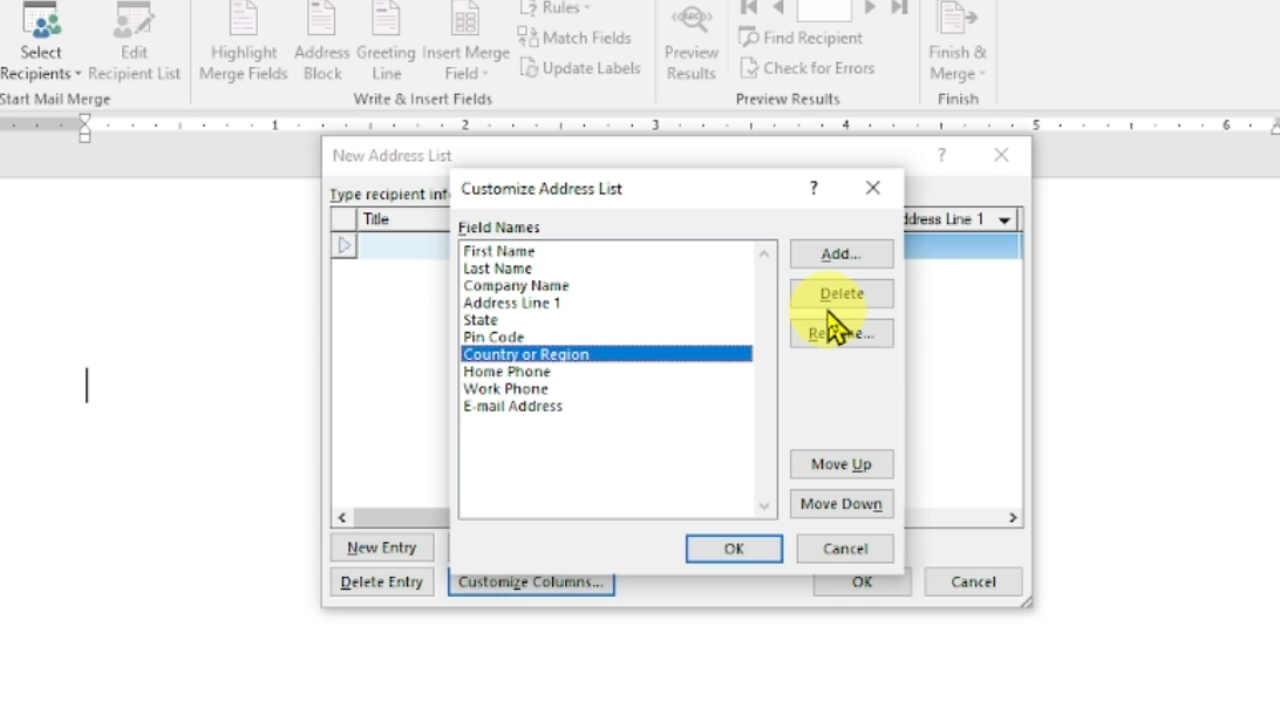 Rules
Select Recipients
Edit Recipient List
Highlight Merge Fields
Address Block
Greeting Line
Insert Merge Field
Match Fields
Update Labels
Preview Results
Find Recipient
Check for Errors
Finish & Merge
Start Mail Merge
Write & Insert Fields
Preview Results
Finish
1 2 3 4 5 6
New Address List
?
Type recipient inf
Title
ddress Line 1
Customize Address List
?
Field Names
First Name
Last Name
Company Name
Address Line 1
State
Pin Code
Country or Region
Home Phone
Work Phone
E-mail Address
Add...
Delete
Move Up
Move Down
OK
Cancel
New Entry
Delete Entry
Customize Columns...
OK
Cancel